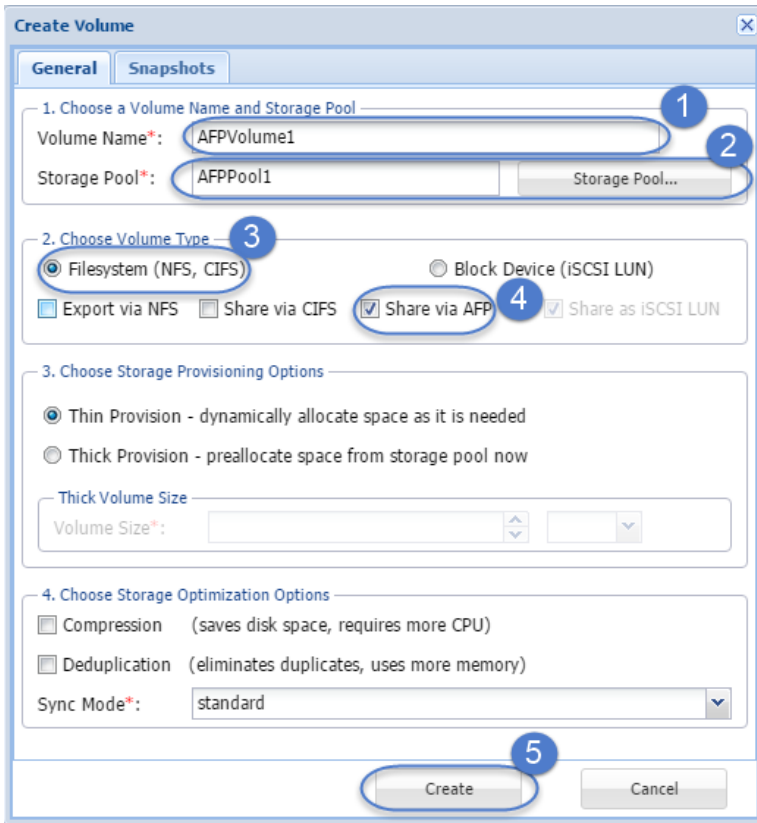 Create Volume
General Snapshots
1. Choose a Volume Name and Storage Pool
1
Volume Name*: AFPVolume1
2
Storage Pool*: AFPPool1 Storage Pool...
2. Choose Volume Type
3
Filesystem (NFS, CIFS) Block Device (iSCSI LUN)
Export via NFS Share via CIFS Share via AFP 4 Share as iSCSI LUN
3. Choose Storage Provisioning Options
Thin Provision - dynamically allocate space as it is needed
Thick Provision - preallocate space from storage pool now
Thick Volume Size
Volume Size*:
4. Choose Storage Optimization Options
Compression (saves disk space, requires more CPU)
Deduplication (eliminates duplicates, uses more memory)
Sync Mode*: standard
5
Create Cancel